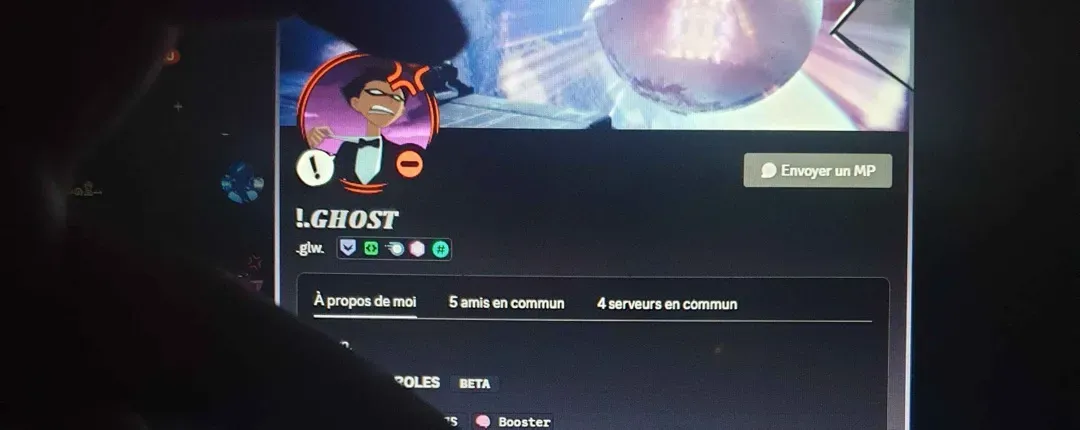 Envoyer un MP
!.GHOST
.glw.
À propos de moi 5 amis en commun 4 serveurs en commun
ROLES BETA
Booster